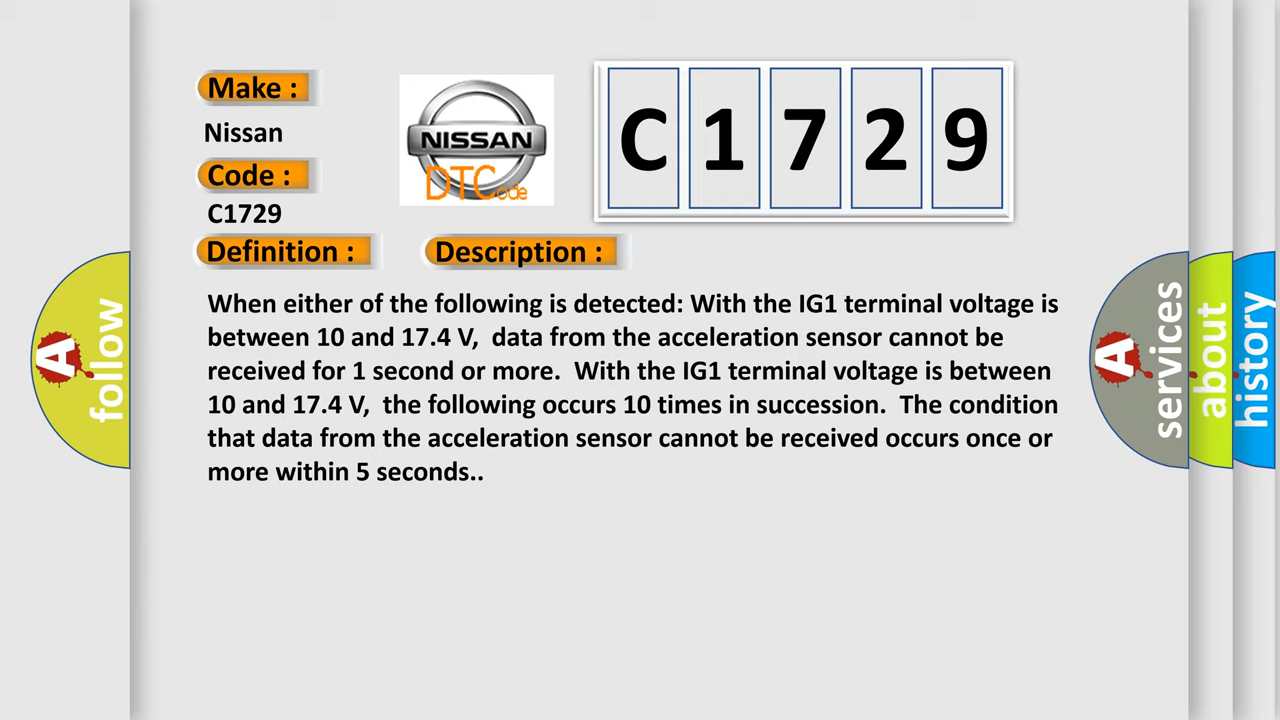 Make :
Nissan
Code :
C1729
Definition :
Description :
NISSAN
DTCode
C1729
When either of the following is detected: With the IG1 terminal voltage is
between 10 and 17.4 V,  data from the acceleration sensor cannot be
received for 1 second or more.  With the IG1 terminal voltage is between
10 and 17.4 V,  the following occurs 10 times in succession.  The condition
that data from the acceleration sensor cannot be received occurs once or
more within 5 seconds..
A
follow
A
services
about
history